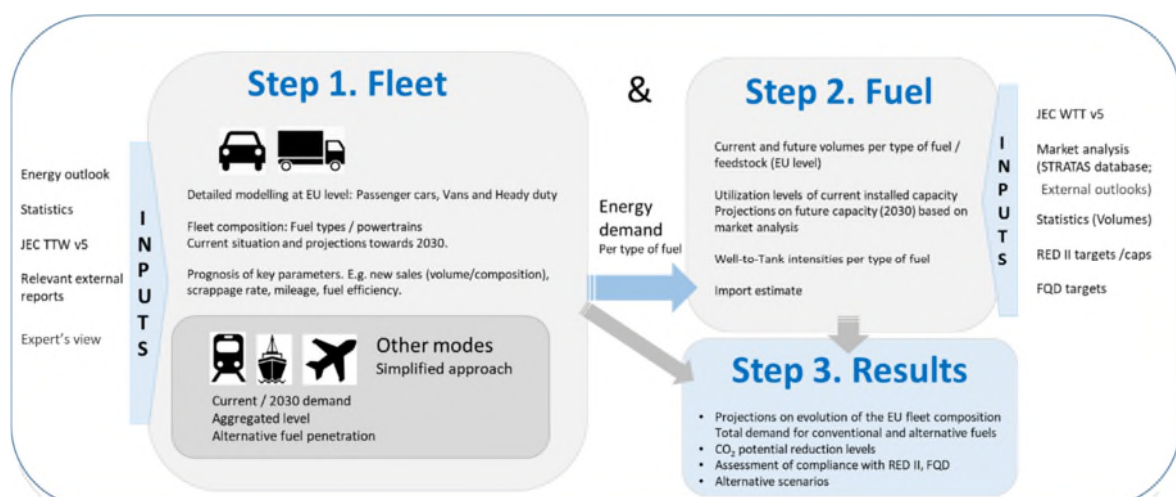 Step 1. Fleet
&
Step 2. Fuel
Energy outlook
Statistics
JEC TTW v5
Relevant external
reports
Expert's view
INPUTS
Detailed modelling at EU level: Passenger cars, Vans and Heady duty
Fleet composition: Fuel types / powertrains
Current situation and projections towards 2030.
Prognosis of key parameters. E.g. new sales (volume/composition),
scrappage rate, mileage, fuel efficiency.
Other modes
Simplified approach
Current / 2030 demand
Aggregated level
Alternative fuel penetration
Energy
demand
Per type of fuel
Current and future volumes per type of fuel /
feedstock (EU level)
Utilization levels of current installed capacity
Projections on future capacity (2030) based on
market analysis
Well-to-Tank intensities per type of fuel
Import estimate
INPUTS
JEC WTT v5
Market analysis
(STRATAS database;
External outlooks)
Statistics (Volumes)
RED II targets /caps
FQD targets
Step 3. Results
• Projections on evolution of the EU fleet composition
Total demand for conventional and alternative fuels
• CO₂ potential reduction levels
• Assessment of compliance with RED II, FQD
• Alternative scenarios